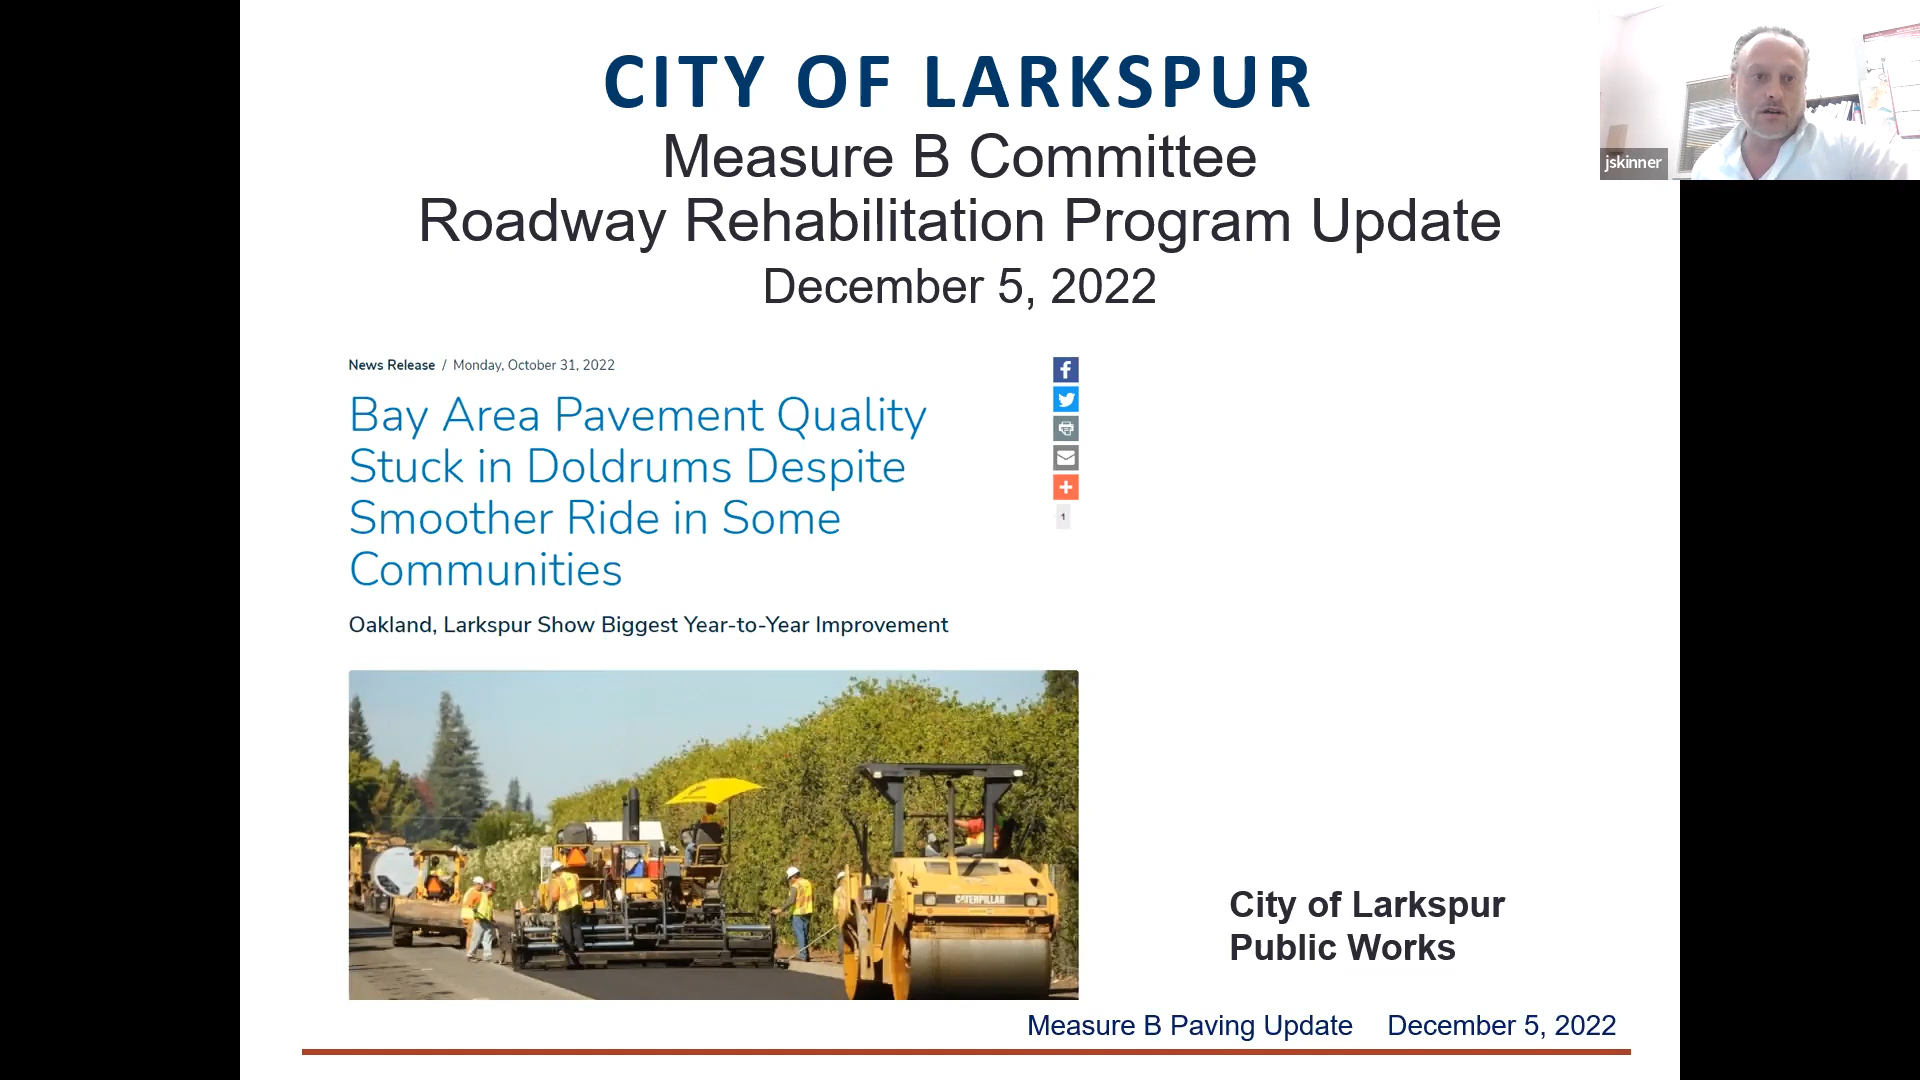 CITY OF LARKSPUR
Measure B Committee
Roadway Rehabilitation Program Update
December 5, 2022
jskinner
News Release / Monday, October 31, 2022
Bay Area Pavement Quality
Stuck in Doldrums Despite
Smoother Ride in Some
Communities
1
Oakland, Larkspur Show Biggest Year-to-Year Improvement
CATERPILLAR
City of Larkspur
Public Works
Measure B Paving Update December 5, 2022